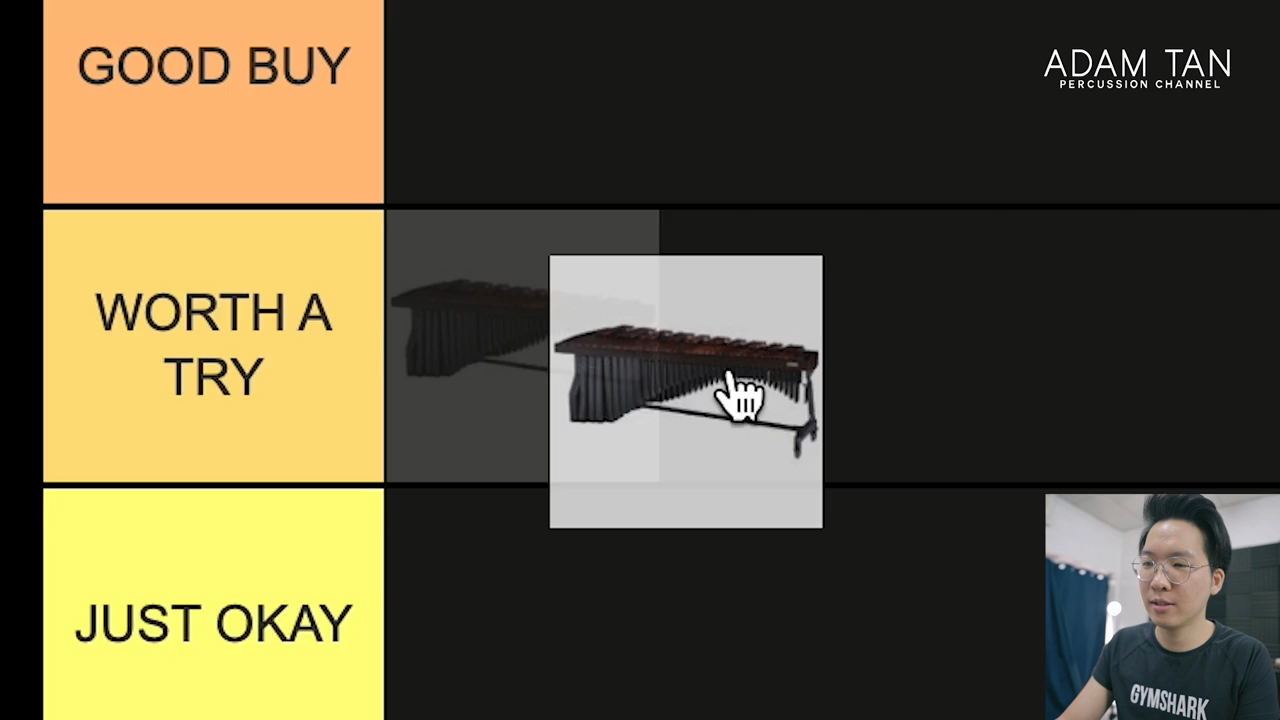 GOOD BUY
ADAM TAN
PERCUSSION CHANNEL
WORTH A
TRY
JUST OKAY
GYMSHARK